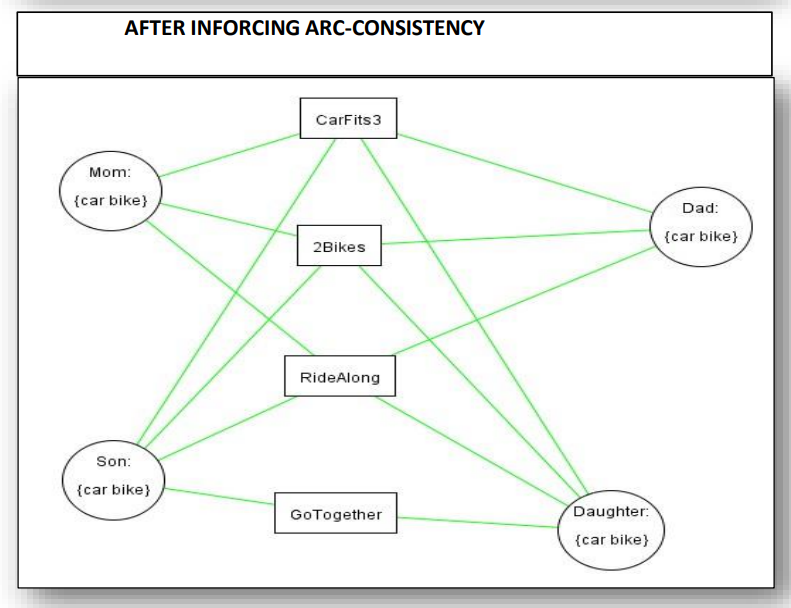 AFTER INFORCING ARC-CONSISTENCY
CarFits3
Mom:
{car bike}
Dad:
{car bike}
2Bikes
RideAlong
Son:
{car bike}
GoTogether
Daughter:
{car bike}